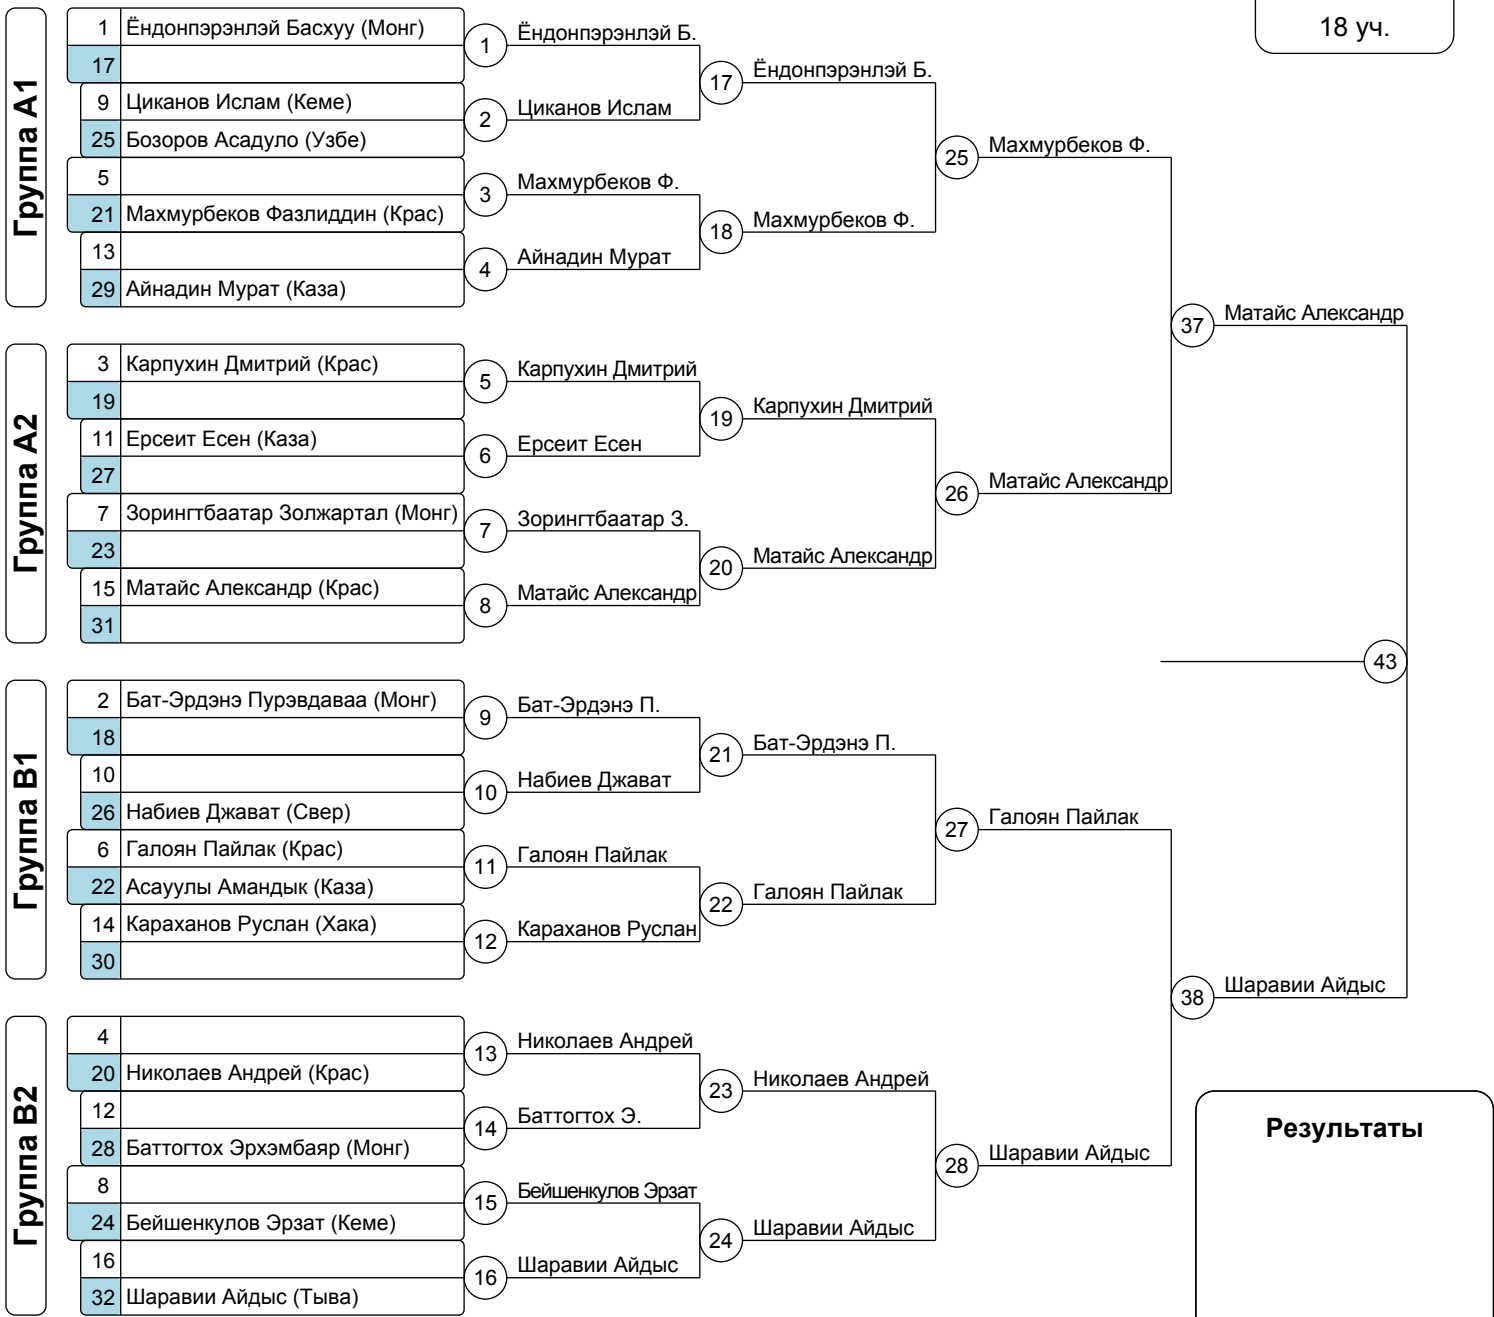 18 уч.
Группа A1
1 Ёндонпэрэнлэй Басхуу (Монг)
17
9 Циканов Ислам (Кеме)
25 Бозоров Асадуло (Узбе)
5
21 Махмурбеков Фазлиддин (Крас)
13
29 Айнадин Мурат (Каза)
1 Ёндонпэрэнлэй Б.
2 Циканов Ислам
3 Махмурбеков Ф.
4 Айнадин Мурат
17 Ёндонпэрэнлэй Б.
18 Махмурбеков Ф.
25 Махмурбеков Ф.
Группа A2
3 Карпухин Дмитрий (Крас)
19
11 Ерсеит Есен (Каза)
27
7 Зорингтбаатар Золжартал (Монг)
23
15 Матайс Александр (Крас)
31
5 Карпухин Дмитрий
6 Ерсеит Есен
7 Зорингтбаатар З.
8 Матайс Александр
19 Карпухин Дмитрий
20 Матайс Александр
26 Матайс Александр
37 Матайс Александр
43
Группа B1
2 Бат-Эрдэнэ Пурэвдаваа (Монг)
18
10
26 Набиев Джават (Свер)
6 Галоян Пайлак (Крас)
22 Асауулы Амандык (Каза)
14 Караханов Руслан (Хака)
30
9 Бат-Эрдэнэ П.
10 Набиев Джават
11 Галоян Пайлак
12 Караханов Руслан
21 Бат-Эрдэнэ П.
22 Галоян Пайлак
27 Галоян Пайлак
Группа B2
4
20 Николаев Андрей (Крас)
12
28 Баттогтох Эрхэмбаяр (Монг)
8
24 Бейшенкулов Эрзат (Кеме)
16
32 Шаравии Айдыс (Тыва)
13 Николаев Андрей
14 Баттогтох Э.
15 Бейшенкулов Эрзат
16 Шаравии Айдыс
23 Николаев Андрей
24 Шаравии Айдыс
28 Шаравии Айдыс
38 Шаравии Айдыс
Результаты